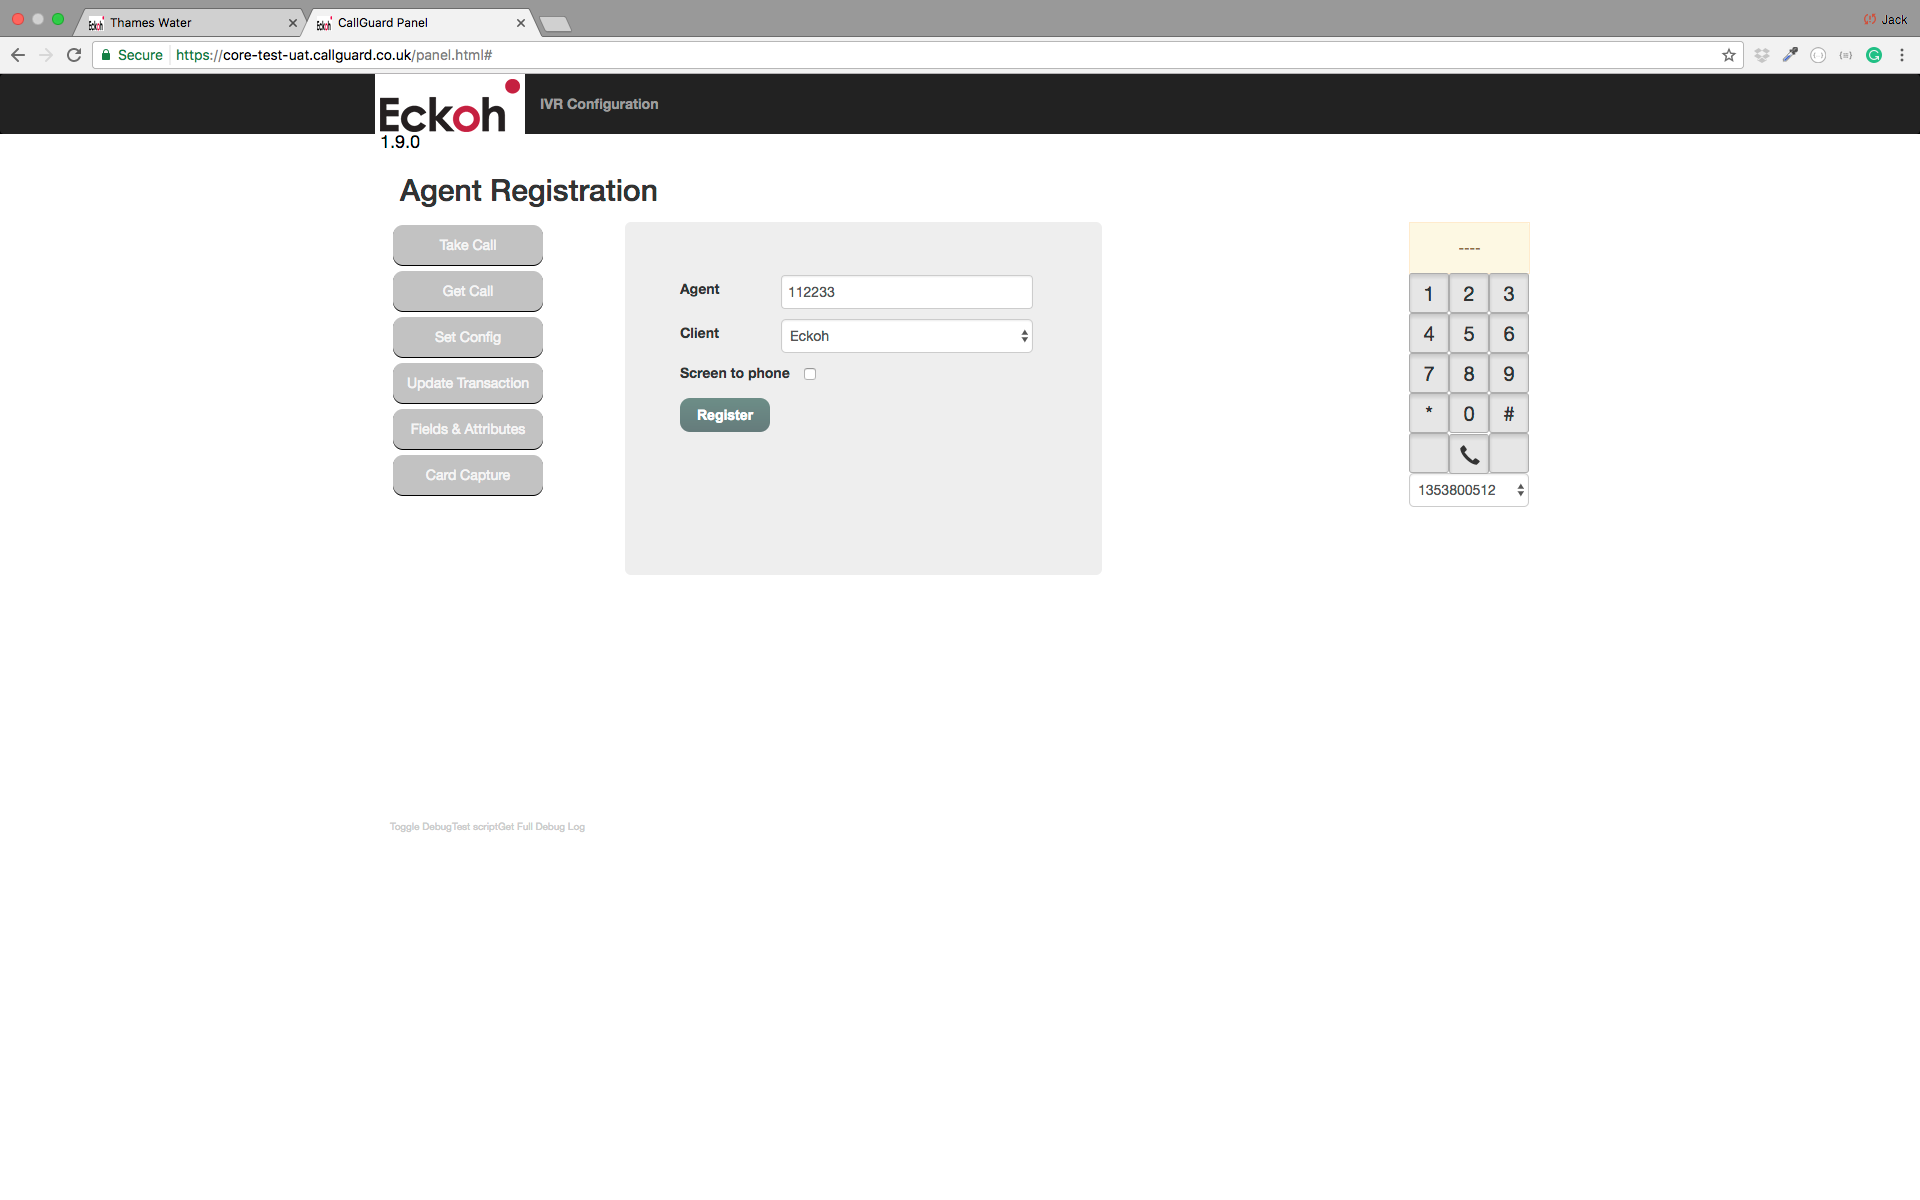 Thames Water
CallGuard Panel
Jack
Secure
https://core-test-uat.callguard.co.uk/panel.html#
Eckoh
IVR Configuration
1.9.0
Agent Registration
Take Call
Get Call
Set Config
Update Transaction
Fields & Attributes
Card Capture
Agent
112233
Client
Eckoh
Screen to phone
Register
----
1 2 3
4 5 6
7 8 9
* 0 #
1353800512
Toggle DebugTest scriptGet Full Debug Log